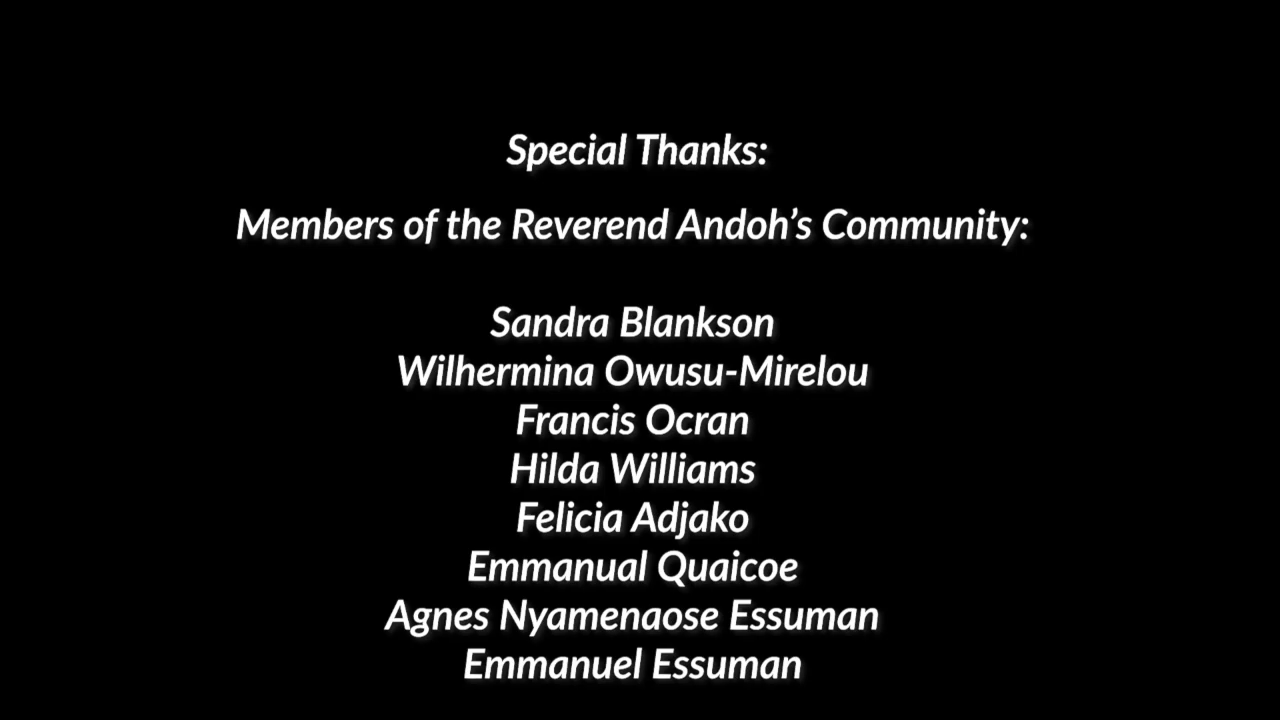 Special Thanks:
Members of the Reverend Andoh’s Community:
Sandra Blankson
Wilhermina Owusu-Mirelou
Francis Ocran
Hilda Williams
Felicia Adjako
Emmanual Quaicoe
Agnes Nyamenaose Essuman
Emmanuel Essuman